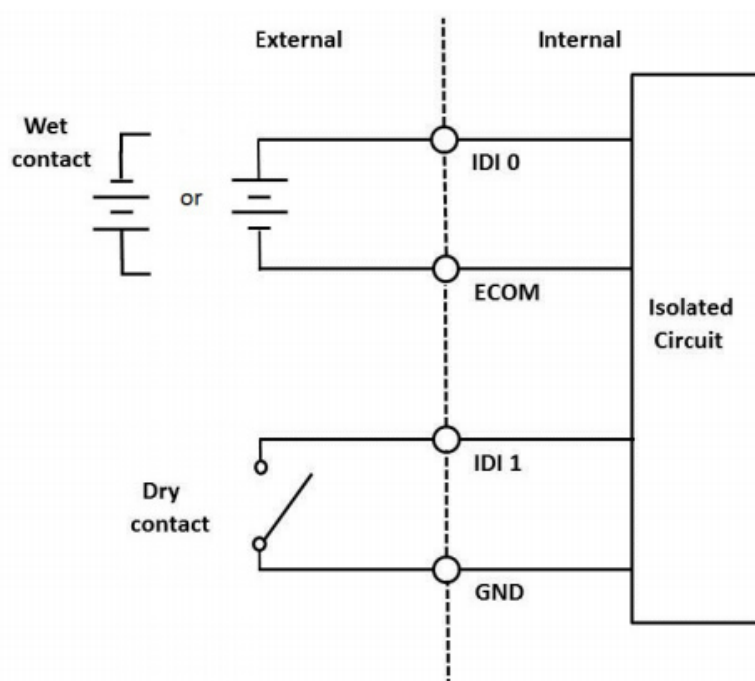 External
Internal
Wet
contact
or
IDI 0
ECOM
Isolated
Circuit
IDI 1
Dry
contact
GND